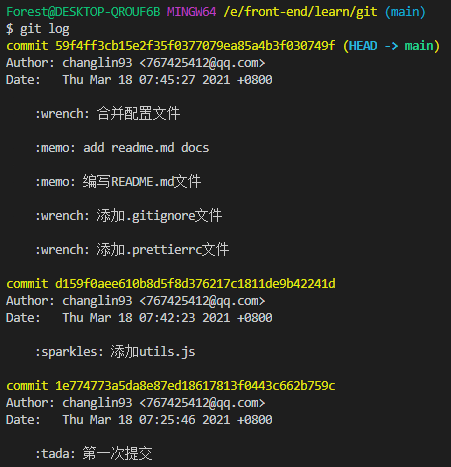 Forest@DESKTOP-QROUF6B MINGW64 /e/front-end/learn/git (main)
$ git log
commit 59f4ff3cb15e2f35f0377079ea85a4b3f030749f (HEAD -> main)
Author: changlin93 <767425412@qq.com>
Date:   Thu Mar 18 07:45:27 2021 +0800
:wrench: 合并配置文件
:memo: add readme.md docs
:memo: 编写README.md文件
:wrench: 添加.gitignore文件
:wrench: 添加.prettierrc文件
commit d159f0aee610b8d5f8d376217c1811de9b42241d
Author: changlin93 <767425412@qq.com>
Date:   Thu Mar 18 07:42:23 2021 +0800
:sparkles: 添加utils.js
commit 1e774773a5da8e87ed18617813f0443c662b759c
Author: changlin93 <767425412@qq.com>
Date:   Thu Mar 18 07:25:46 2021 +0800
:tada: 第一次提交